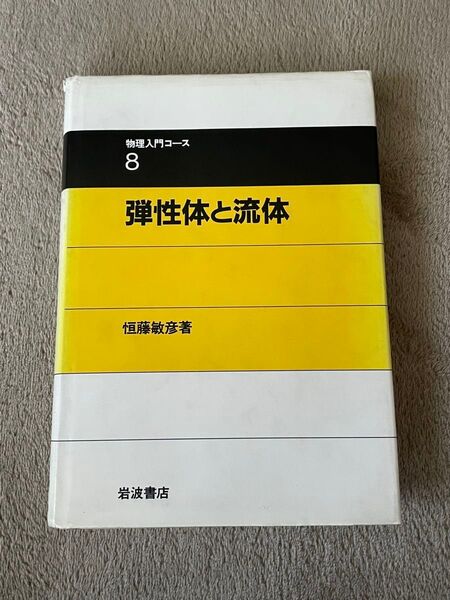 物理入門コース
8
弾性体と流体
恒藤敏彦著
岩波書店